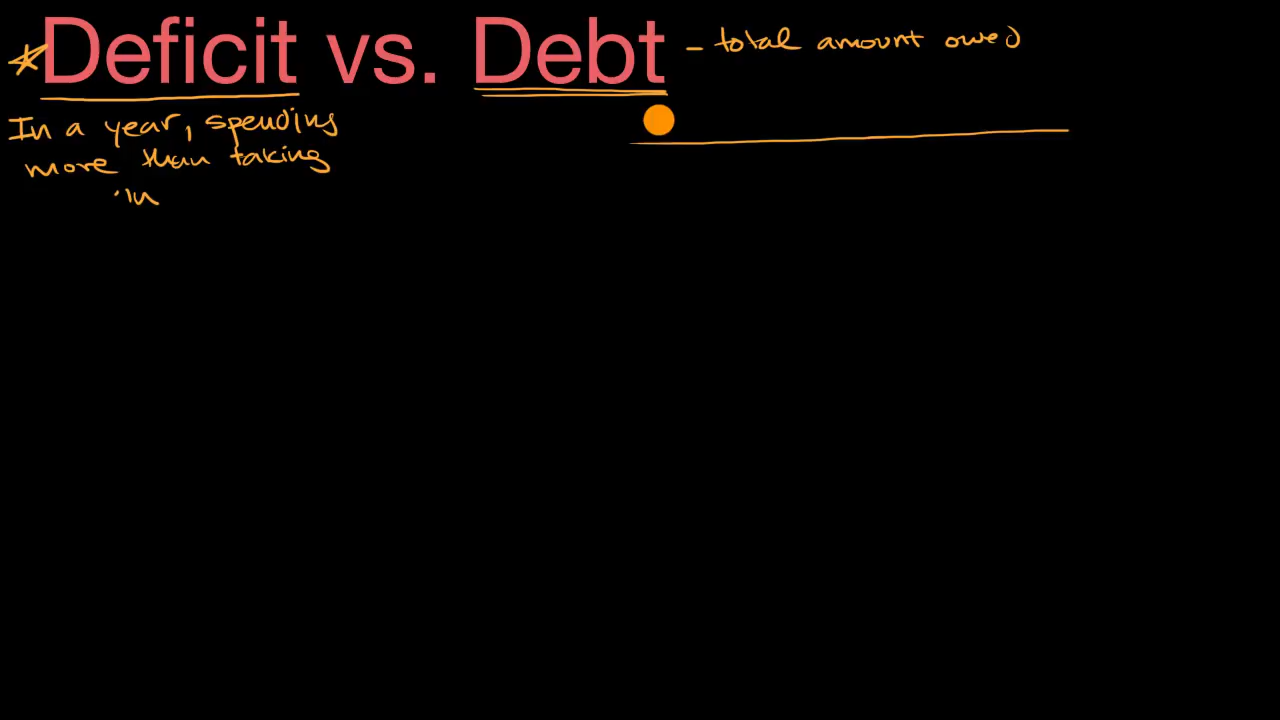 Deficit vs. Debt - total amount owed
In a year, spending
more than taking
in